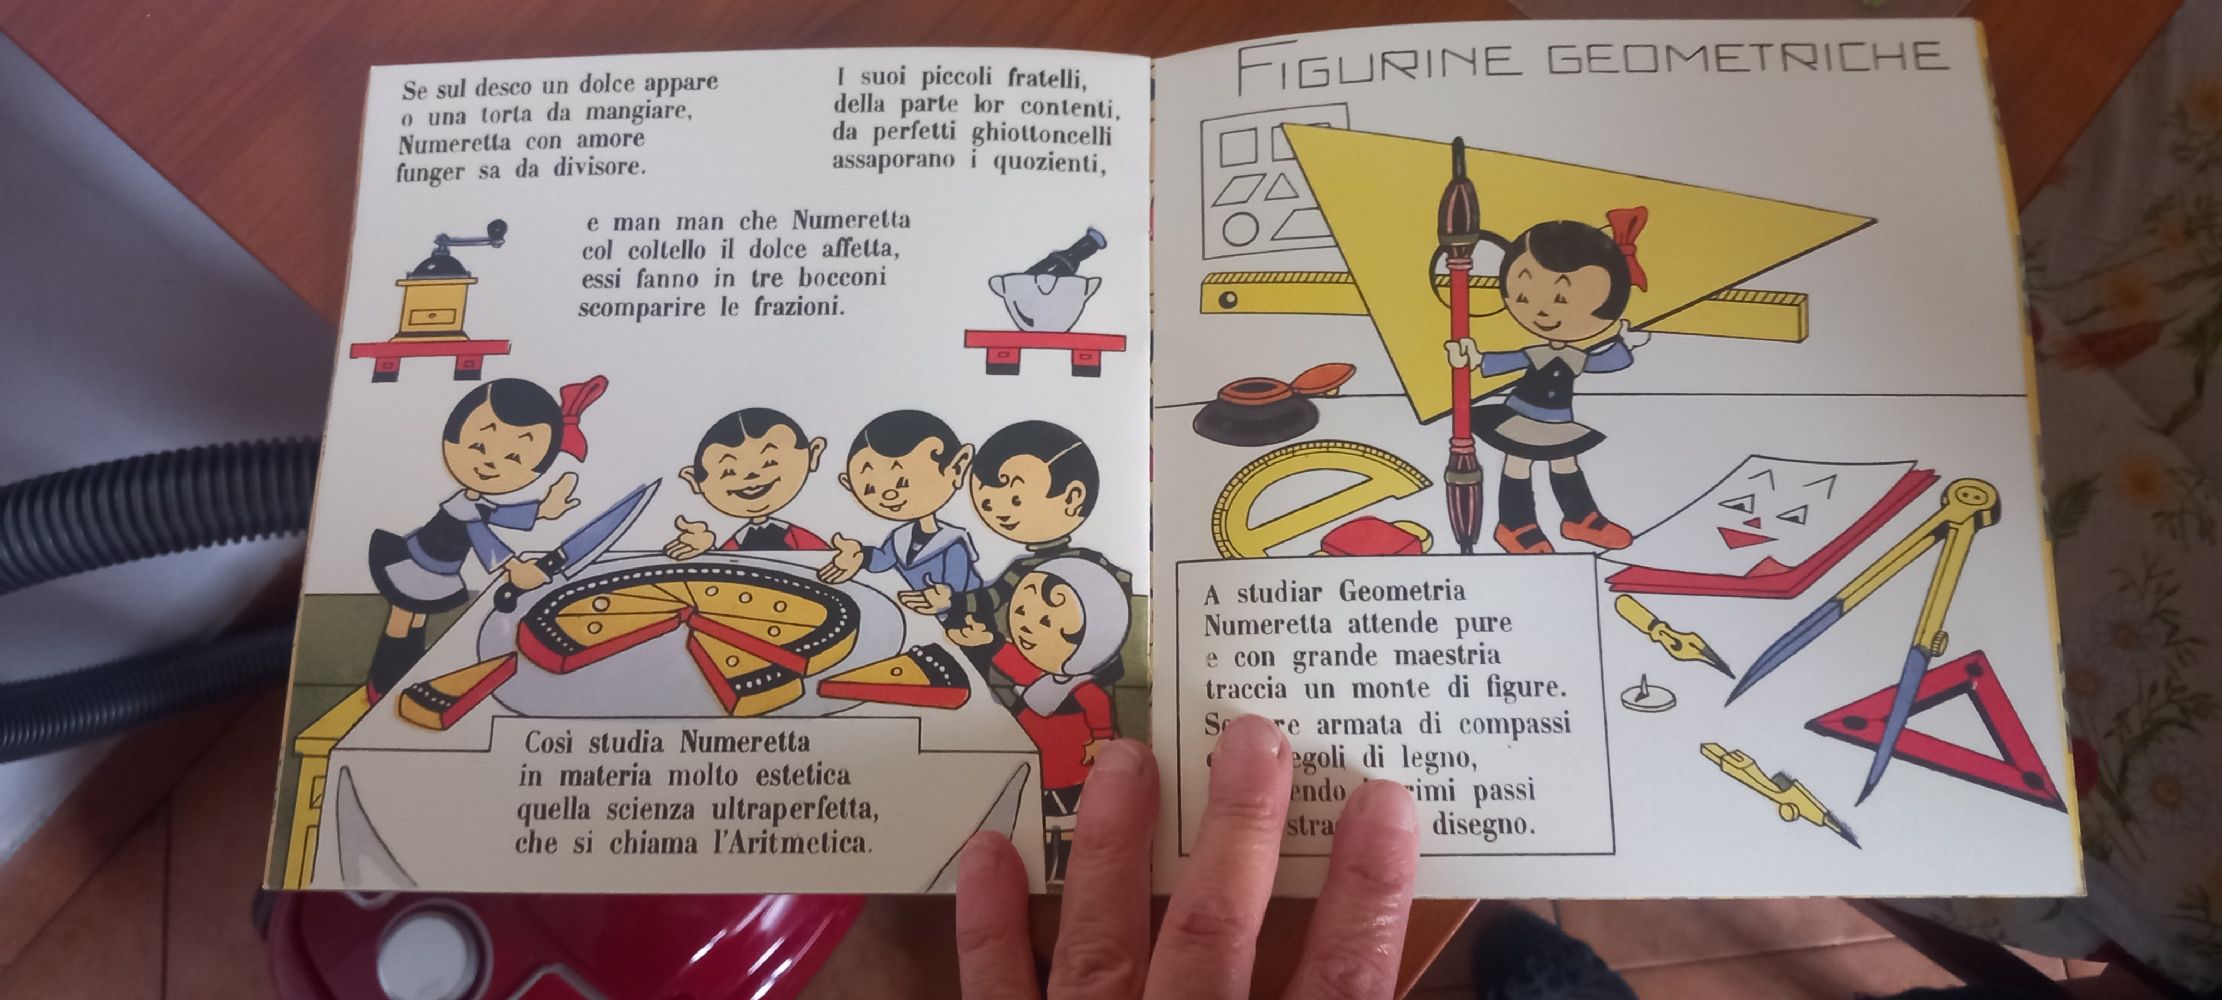 Se sul desco un dolce appare
o una torta da mangiare,
Numeretta con amore
funger sa da divisore.
I suoi piccoli fratelli,
della parte lor contenti,
da perfetti ghiottoncelli
assaporano i quozienti,
e man man che Numeretta
col coltello il dolce affetta,
essi fanno in tre bocconi
scomparire le frazioni.
Così studia Numeretta
in materia molto estetica
quella scienza ultraperfetta,
che si chiama l'Aritmetica.
FIGURINE GEOMETRICHE
A studiar Geometria
Numeretta attende pure
e con grande maestria
traccia un monte di figure.
armata di compassi
di legno,
passi
disegno.